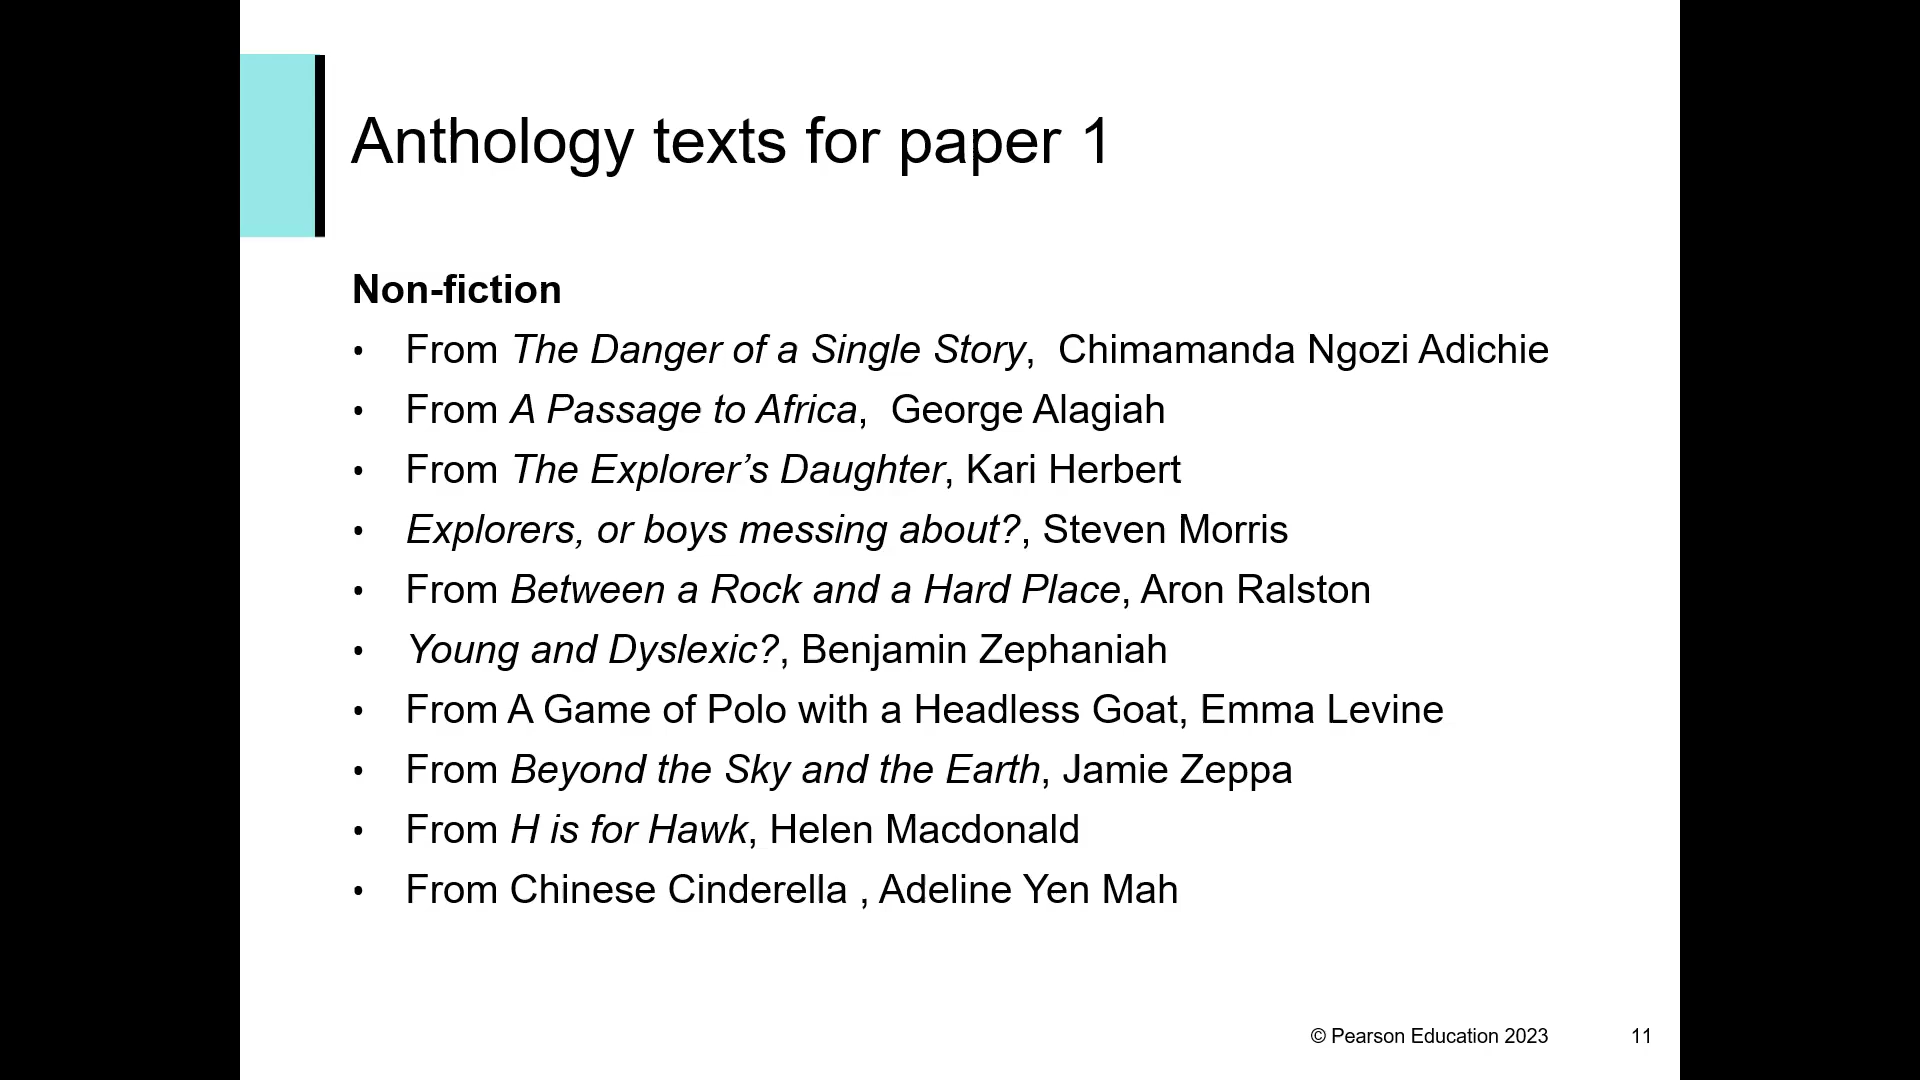 Anthology texts for paper 1
Non-fiction
• From The Danger of a Single Story,  Chimamanda Ngozi Adichie
• From A Passage to Africa,  George Alagiah
• From The Explorer’s Daughter, Kari Herbert
• Explorers, or boys messing about?, Steven Morris
• From Between a Rock and a Hard Place, Aron Ralston
• Young and Dyslexic?, Benjamin Zephaniah
• From A Game of Polo with a Headless Goat, Emma Levine
• From Beyond the Sky and the Earth, Jamie Zeppa
• From H is for Hawk, Helen Macdonald
• From Chinese Cinderella , Adeline Yen Mah
© Pearson Education 2023 11